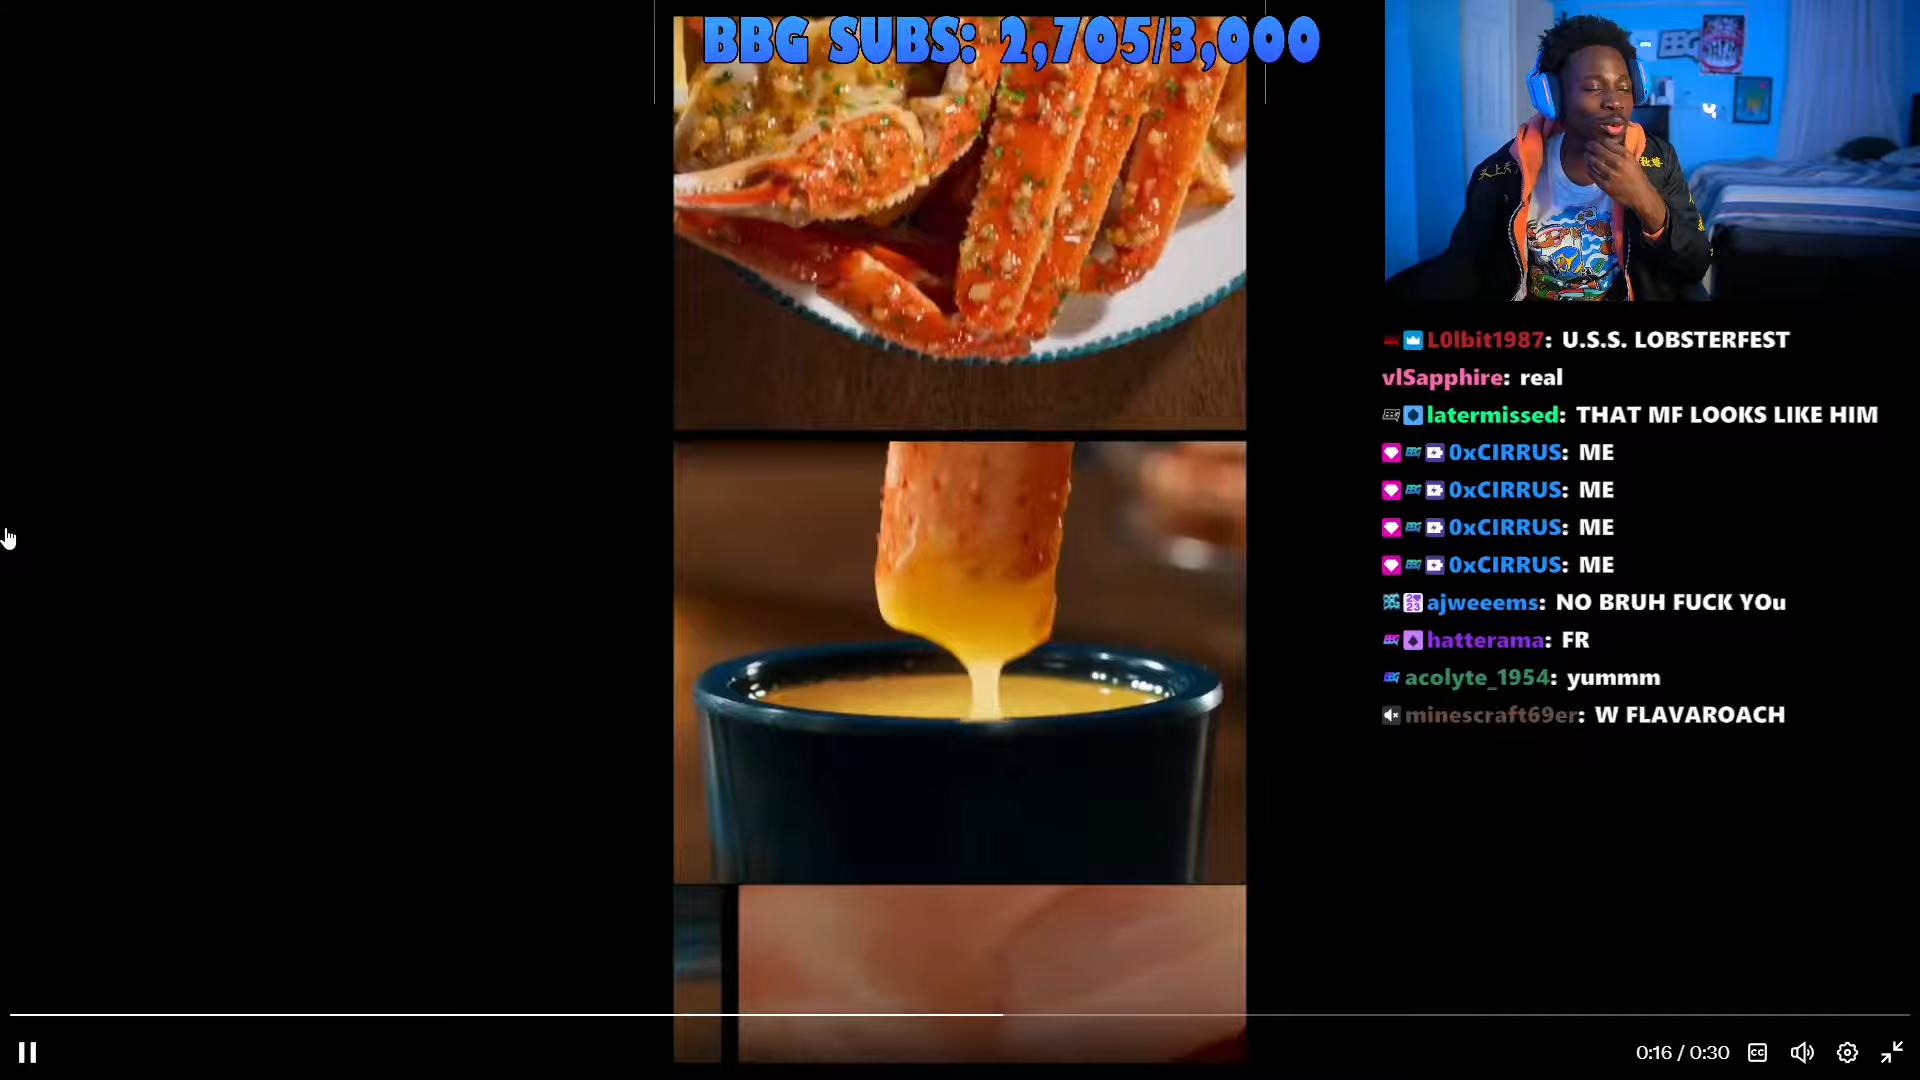 BBG SUBS: 2,705/3,000
L0lbit1987: U.S.S. LOBSTERFEST
vlSapphire: real
latermissed: THAT MF LOOKS LIKE HIM
0xCIRRUS: ME
0xCIRRUS: ME
0xCIRRUS: ME
0xCIRRUS: ME
ajweeems: NO BRUH FUCK YOu
hatterama: FR
acolyte_1954: yummm
minescraft69er: W FLAVAROACH
0:16 / 0:30
CC